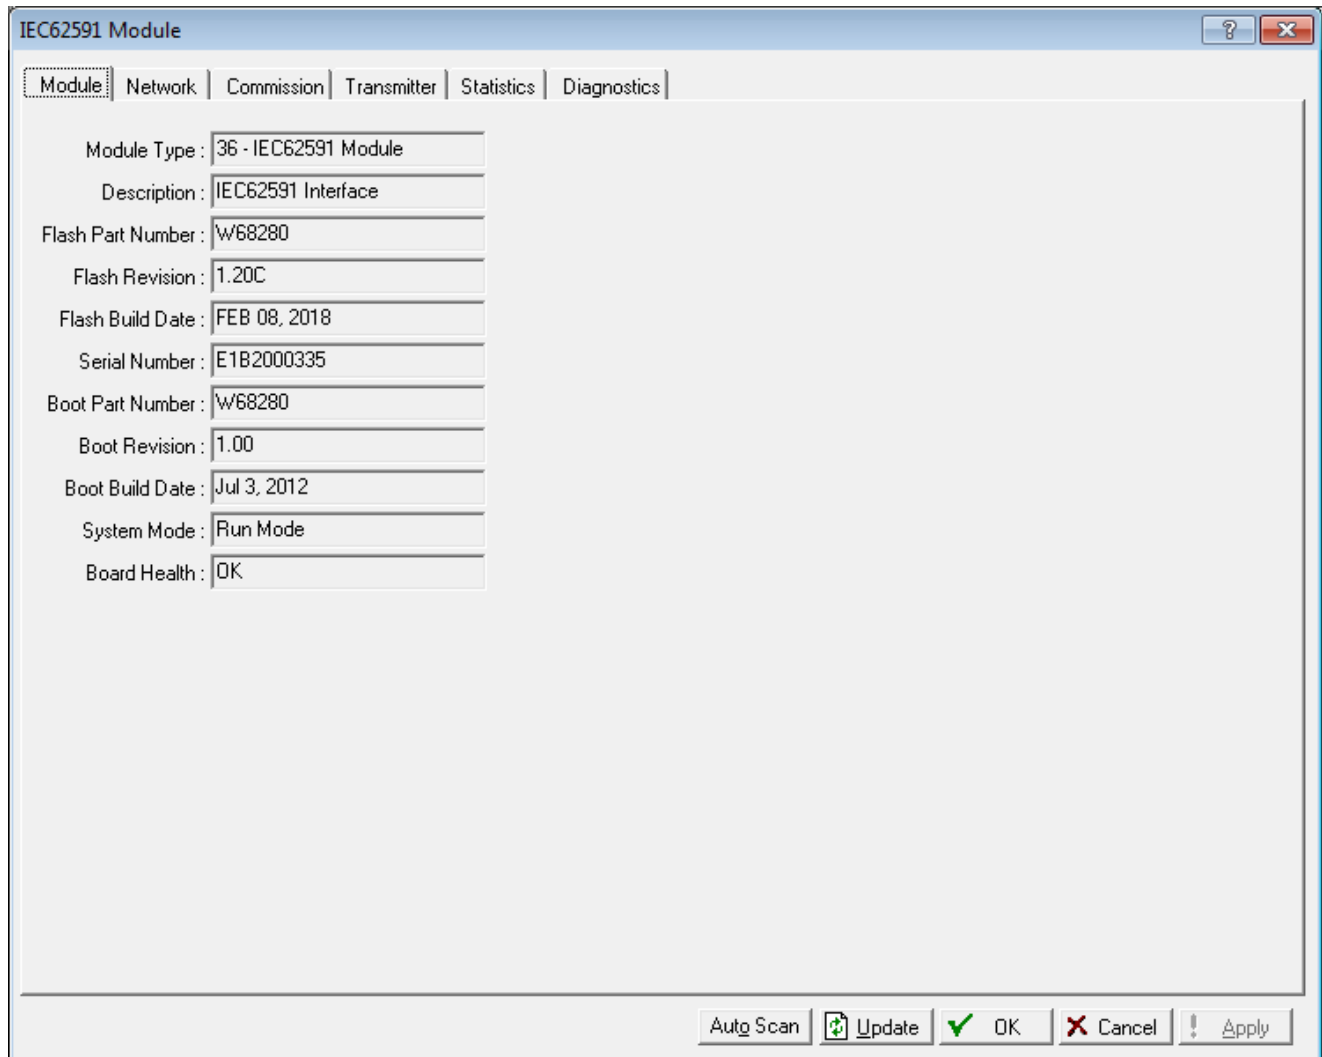 IEC62591 Module
?
Module Network Commission Transmitter Statistics Diagnostics
Module Type : 36 - IEC62591 Module
Description : IEC62591 Interface
Flash Part Number : W68280
Flash Revision : 1.20C
Flash Build Date : FEB 08, 2018
Serial Number : E1B2000335
Boot Part Number : W68280
Boot Revision : 1.00
Boot Build Date : Jul 3, 2012
System Mode : Run Mode
Board Health : OK
Auto Scan Update OK Cancel ! Apply